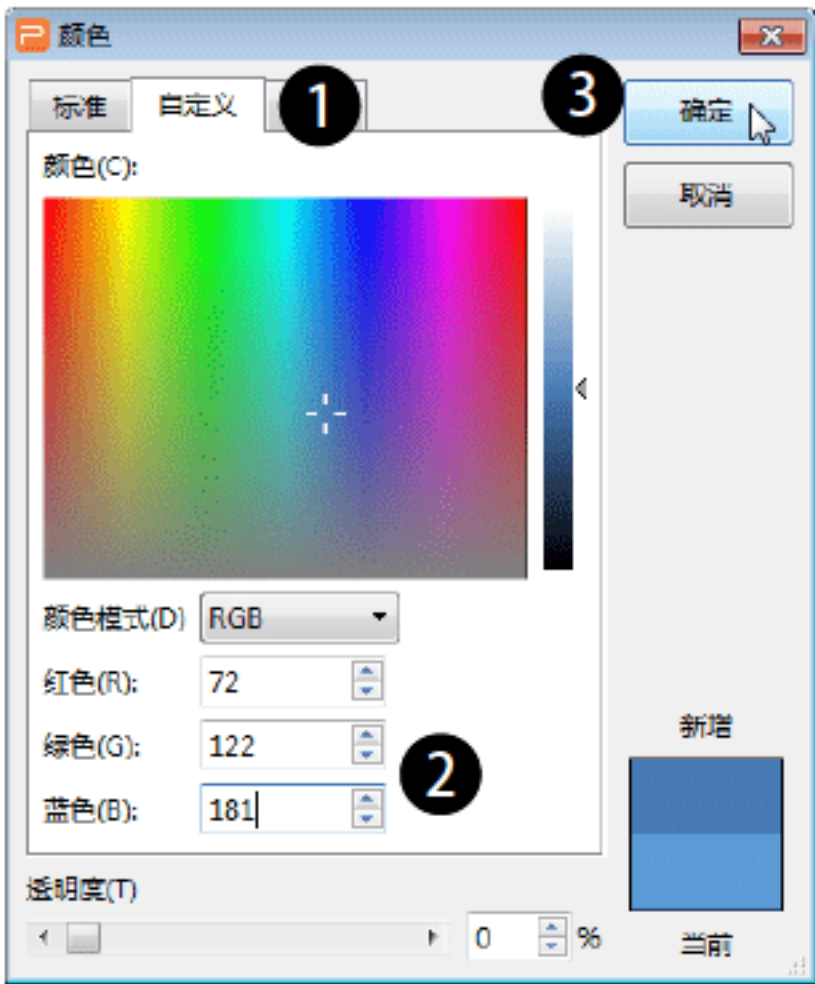 颜色
标准 自定义 1 3 确定
颜色(C): 取消
颜色模式(D) RGB
红色(R): 72
绿色(G): 122
2
蓝色(B): 181
新增
当前
透明度(T)
0 %